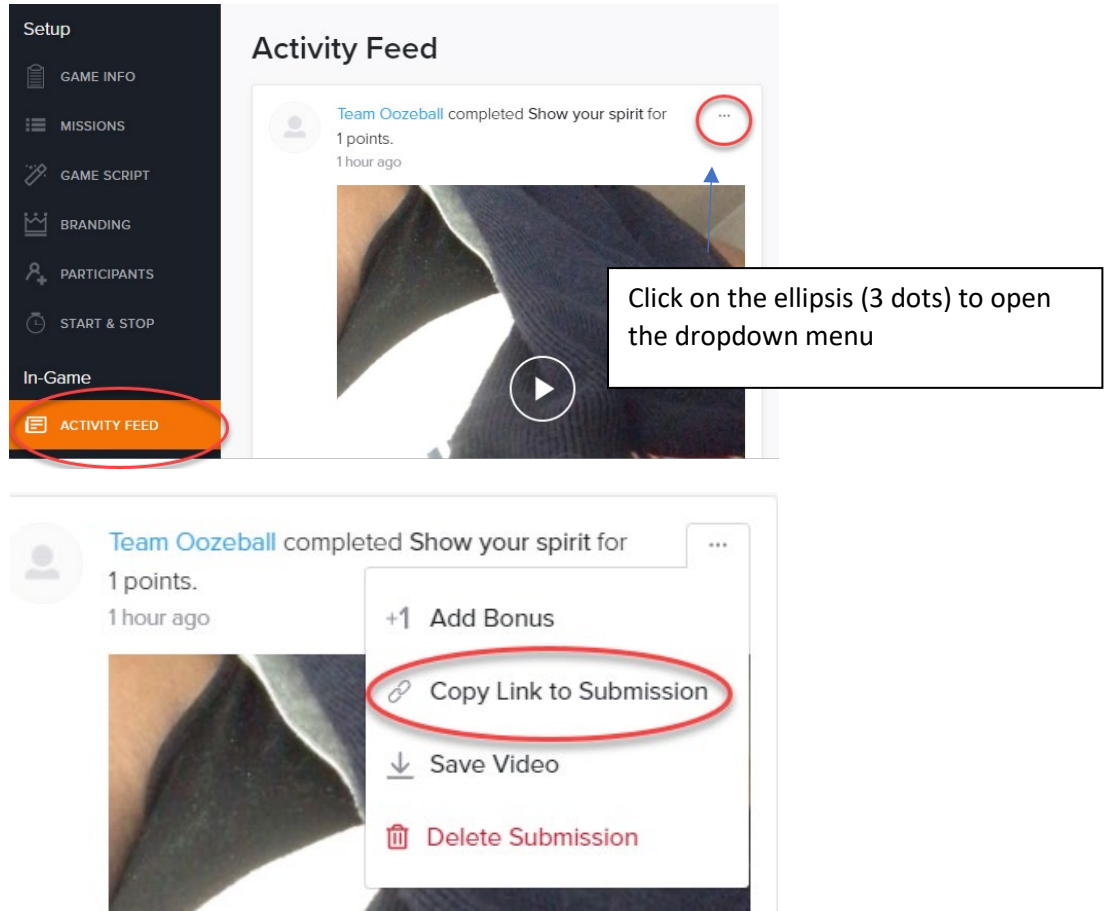 Setup
GAME INFO
MISSIONS
GAME SCRIPT
BRANDING
PARTICIPANTS
START & STOP
In-Game
ACTIVITY FEED
Activity Feed
Team Oozeball completed Show your spirit for
1 points.
1 hour ago
...
Click on the ellipsis (3 dots) to open
the dropdown menu
Team Oozeball completed Show your spirit for
1 points.
1 hour ago
...
+1 Add Bonus
Copy Link to Submission
Save Video
Delete Submission